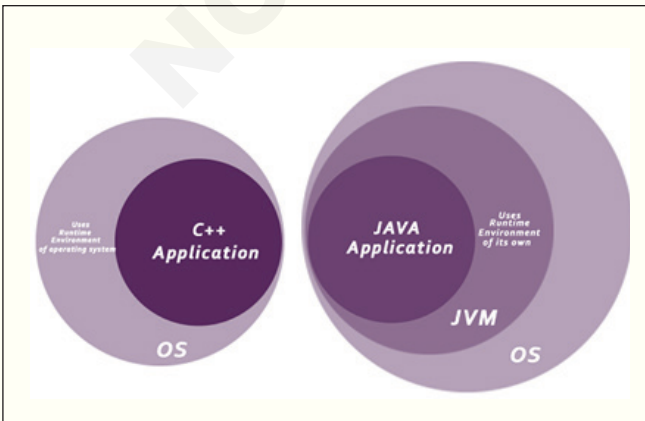 Uses
Runtime
Environment
of operating system
C++
Application
OS
JAVA
Application
Uses
Runtime
Environment
of its own
JVM
OS